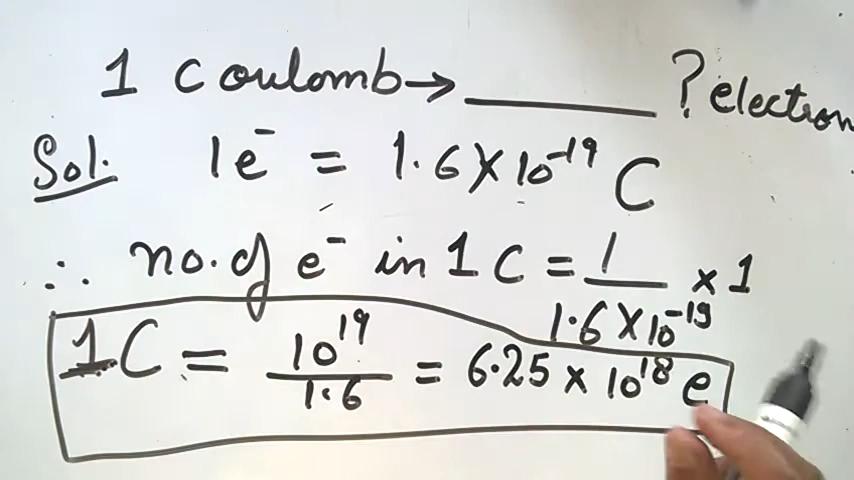 1 Coulomb → ______ ? electron
Sol. 1e⁻ = 1.6 × 10⁻¹⁹ C
∴ no. of e⁻ in 1 C = 1/(1.6 × 10⁻¹⁹) × 1
1 C = 10¹⁹/1.6 = 6.25 × 10¹⁸ e